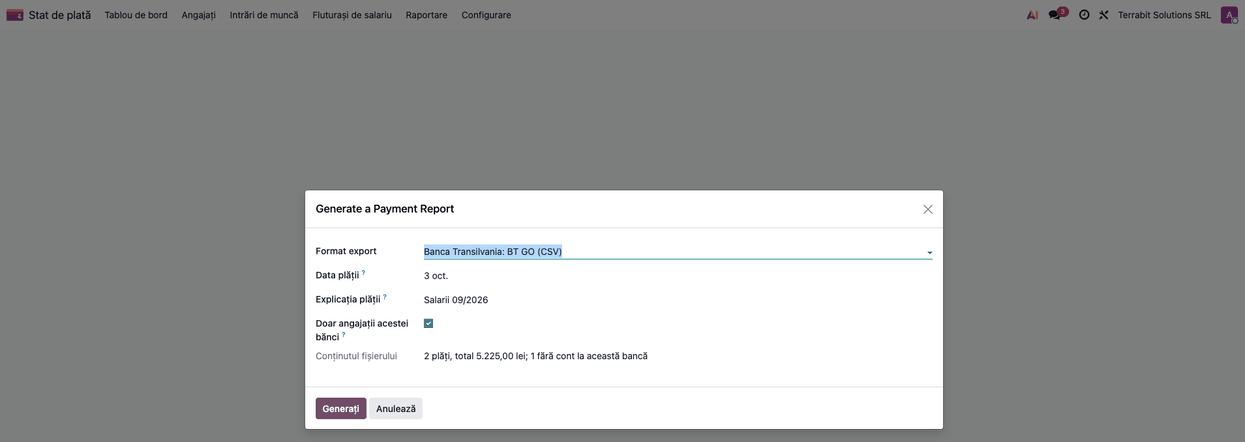 Stat de plată Tablou de bord Angajați Intrări de muncă Fluturași de salariu Raportare Configurare AI 3 Terrabit Solutions SRL A
Generate a Payment Report
Format export Banca Transilvania: BT GO (CSV)
Data plății ? 3 oct.
Explicația plății ? Salarii 09/2026
Doar angajații acestei
bănci ?
Conținutul fișierului 2 plăți, total 5.225,00 lei; 1 fără cont la această bancă
Generați Anulează